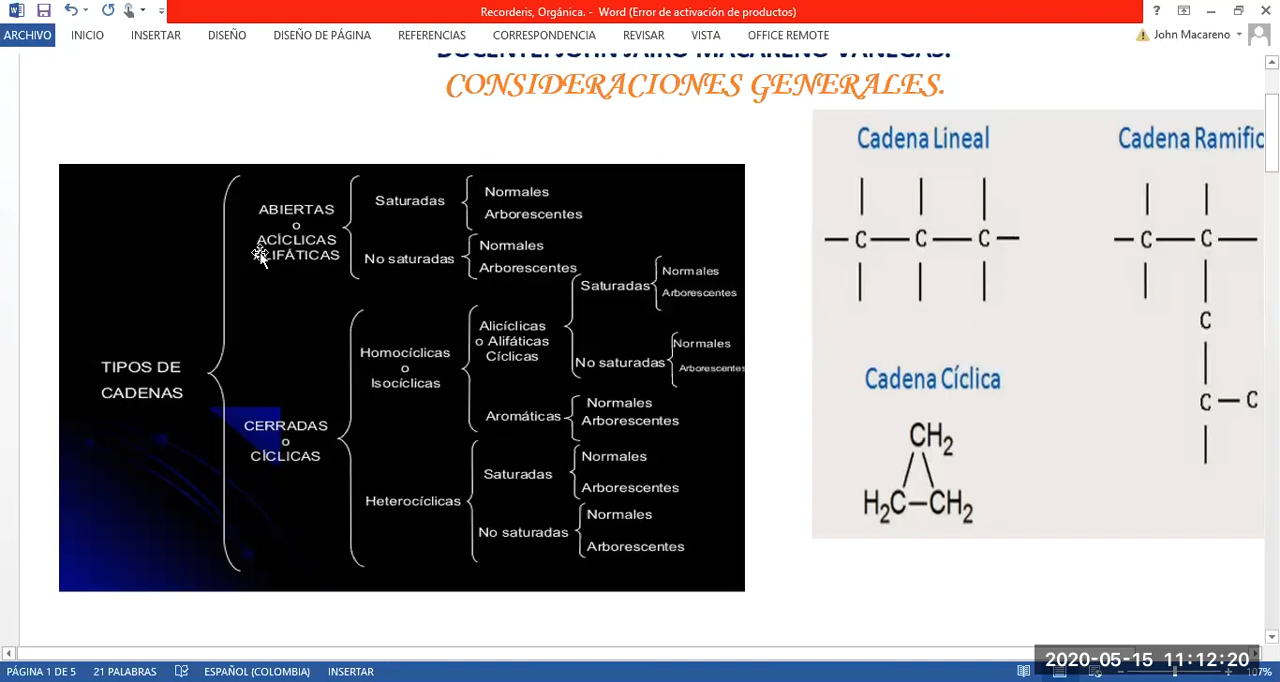 Recorderis, Orgánica. - Word (Error de activación de productos)
ARCHIVO INICIO INSERTAR DISEÑO DISEÑO DE PÁGINA REFERENCIAS CORRESPONDENCIA REVISAR VISTA OFFICE REMOTE John Macareno
DOCENTE: JOHN JAIRO MACARENO VANEGAS.
CONSIDERACIONES GENERALES.
TIPOS DE
CADENAS
ABIERTAS
o
ACÍCLICAS
ALIFÁTICAS
Saturadas
Normales
Arborescentes
No saturadas
Normales
Arborescentes
CERRADAS
o
CÍCLICAS
Homocíclicas
o
Isocíclicas
Alicíclicas
o Alifáticas
Cíclicas
Saturadas
Normales
Arborescentes
No saturadas
Normales
Arborescentes
Aromáticas
Normales
Arborescentes
Heterocíclicas
Saturadas
Normales
Arborescentes
No saturadas
Normales
Arborescentes
Cadena Lineal
C C C
Cadena Ramific
C C
C
C C
Cadena Cíclica
CH2
H2C CH2
PÁGINA 1 DE 5 21 PALABRAS ESPAÑOL (COLOMBIA) INSERTAR
2020-05-15 11:12:20
107%